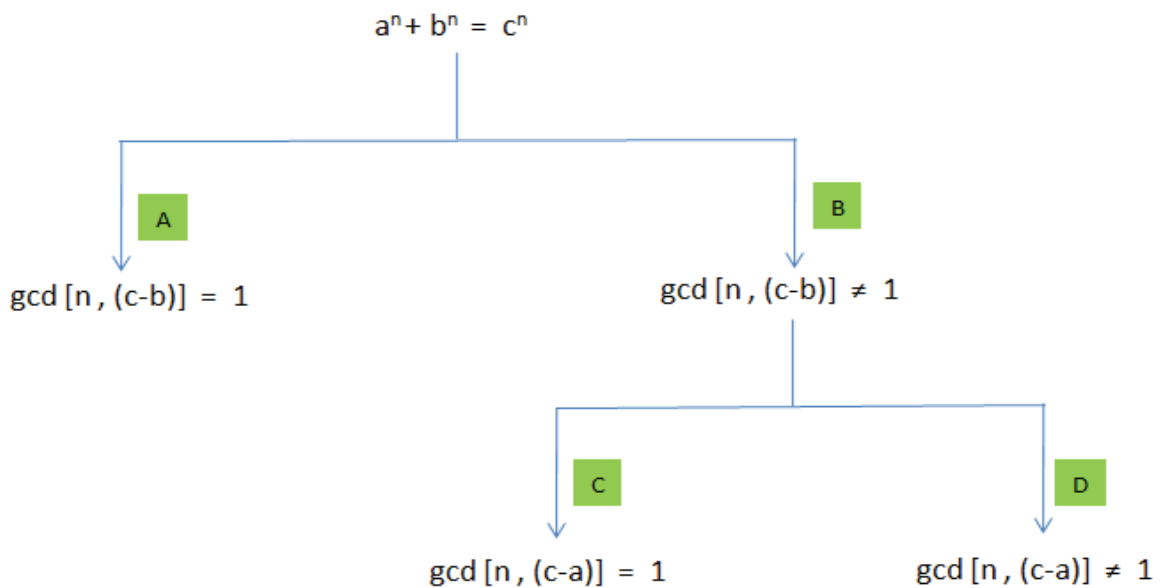 aⁿ + bⁿ = cⁿ
A
B
gcd [n , (c-b)] = 1
gcd [n , (c-b)] ≠ 1
C
D
gcd [n , (c-a)] = 1
gcd [n , (c-a)] ≠ 1